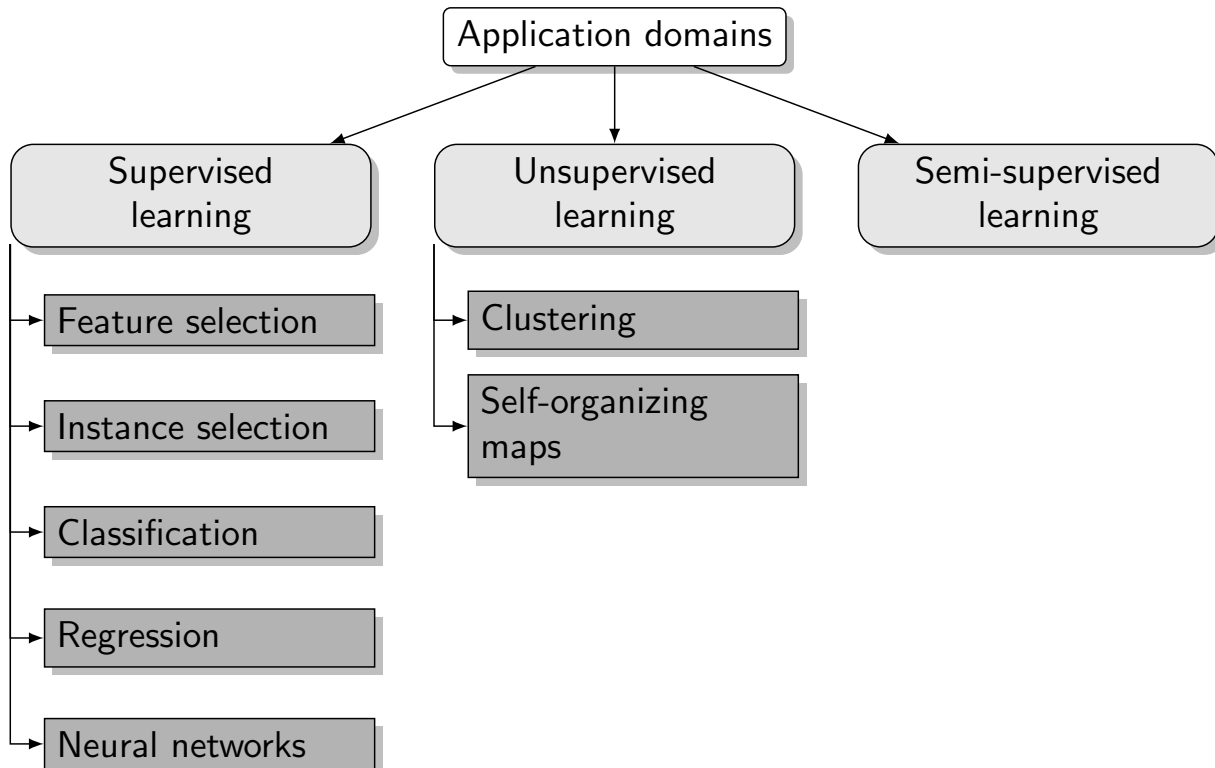 Application domains
Supervised
learning
Unsupervised
learning
Semi-supervised
learning
Feature selection
Instance selection
Classification
Regression
Neural networks
Clustering
Self-organizing
maps